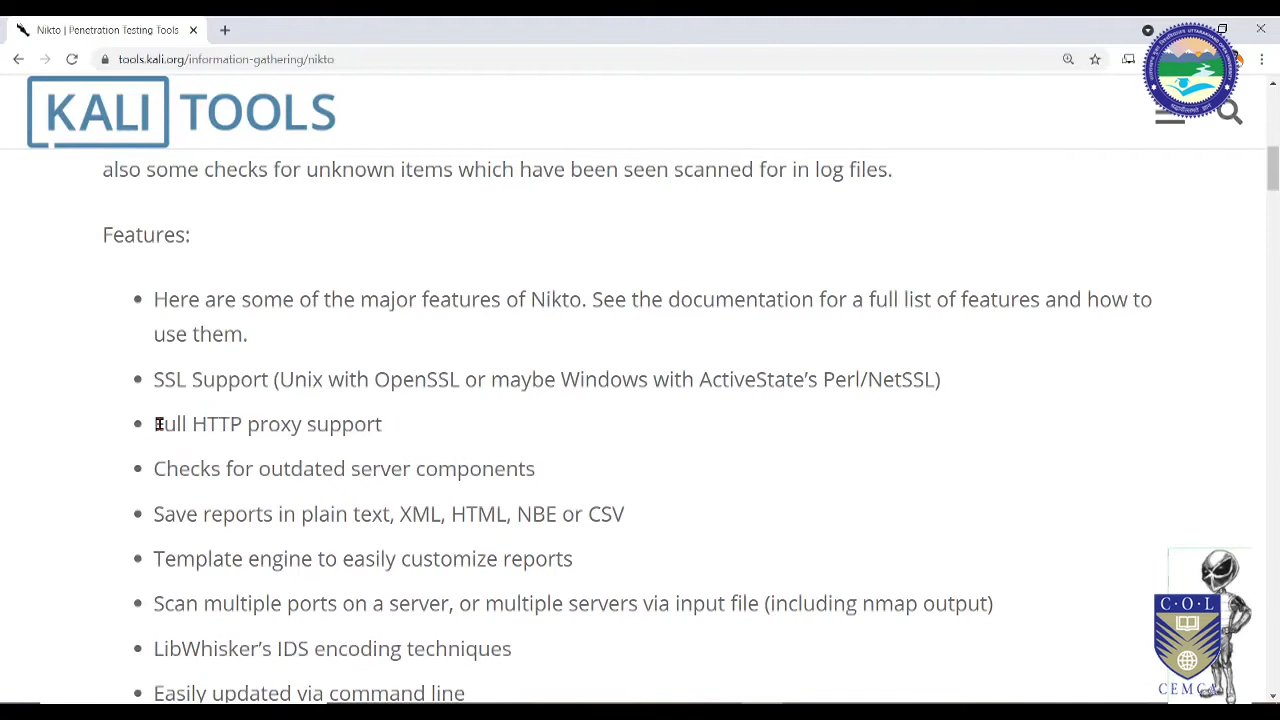 Nikto | Penetration Testing Tools
tools.kali.org/information-gathering/nikto
KALI TOOLS
also some checks for unknown items which have been seen scanned for in log files.
Features:
Here are some of the major features of Nikto. See the documentation for a full list of features and how to
use them.
SSL Support (Unix with OpenSSL or maybe Windows with ActiveState’s Perl/NetSSL)
Full HTTP proxy support
Checks for outdated server components
Save reports in plain text, XML, HTML, NBE or CSV
Template engine to easily customize reports
Scan multiple ports on a server, or multiple servers via input file (including nmap output)
LibWhisker’s IDS encoding techniques
Easily updated via command line
C·O·L
CEMCA